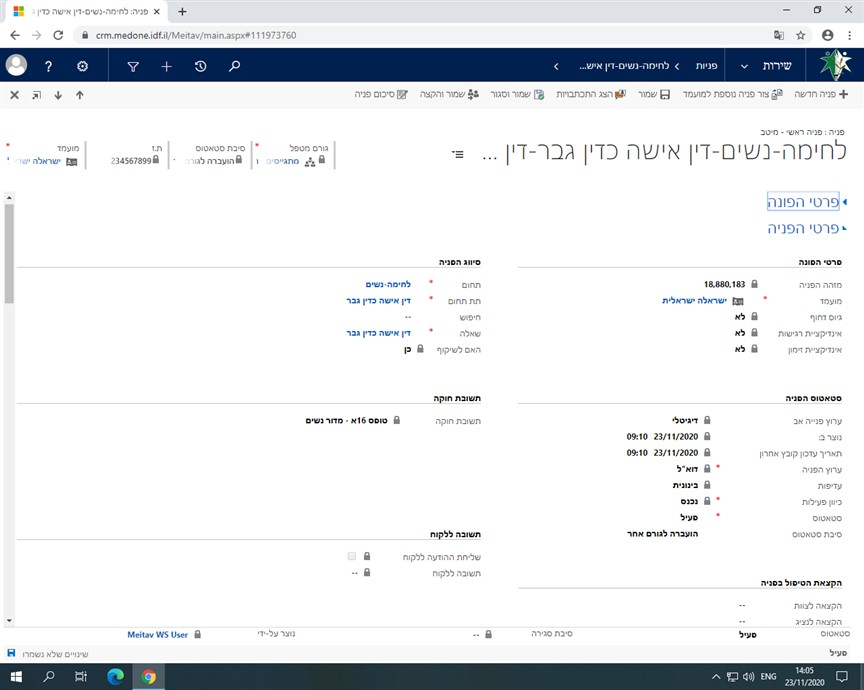 פניה: לחימה-נשים-דין אישה כדין ג
crm.medone.idf.il/Meitav/main.aspx#111973760
שירות
פניות
לחימה-נשים-דין איש...
פניה חדשה
צור פניה נוספת למועמד
שמור
הצג התכתבויות
שמור וסגור
שמור והקצה
סיכום פניה
פניה : פניה ראשי - מיטב
לחימה-נשים-דין אישה כדין גבר-דין ...
גורם מטפל
מתגייסים
סיבת סטאטוס
הועברה לגורם
ת.ז
234567899
מועמד
ישראלה
פרטי הפונה
פרטי הפניה
פרטי הפונה
מזהה הפניה 18,880,183
מועמד * ישראלה ישראלית
גיוס דחוף לא
אינדיקציית רגישות לא
אינדיקציית זימון לא
סיווג הפניה
תחום * לחימה-נשים
תת תחום * דין אישה כדין גבר
חיפוש --
שאלה * דין אישה כדין גבר
האם לשיקוף כן
סטאטוס הפניה
ערוץ פנייה אב דיגיטלי
נוצר ב: 23/11/2020 09:10
תאריך עדכון קובץ אחרון 23/11/2020 09:10
ערוץ הפניה * דוא"ל
עדיפות בינונית
כיוון פעילות * נכנס
סטאטוס * פעיל
סיבת סטאטוס הועברה לגורם אחר
תשובת חוקה
תשובת חוקה טופס 16א - מדור נשים
תשובה ללקוח
שליחת ההודעה ללקוח
תשובה ללקוח --
הקצאת הטיפול בפניה
הקצאה לצוות --
הקצאה לנציג --
סטאטוס פעיל
סיבת סגירה --
נוצר על-ידי Meitav WS User
פעיל
שינויים שלא נשמרו
ENG
14:05
23/11/2020